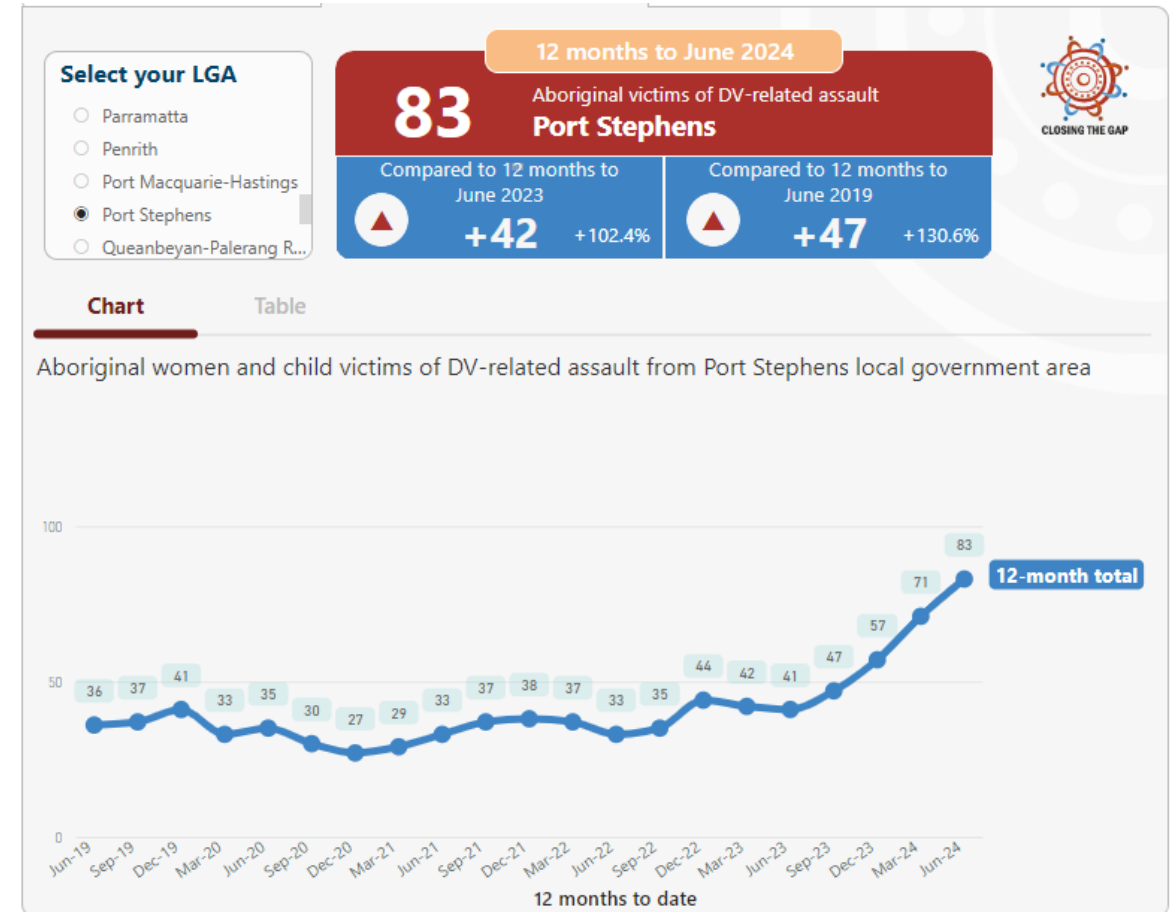 Select your LGA
Parramatta
Penrith
Port Macquarie-Hastings
Port Stephens
Queanbeyan-Palerang R...
12 months to June 2024
83
Aboriginal victims of DV-related assault
Port Stephens
Compared to 12 months to
June 2023
+42 +102.4%
Compared to 12 months to
June 2019
+47 +130.6%
CLOSING THE GAP
Chart Table
Aboriginal women and child victims of DV-related assault from Port Stephens local government area
100
50
0
36 37 41 33 35 30 27 29 33 37 38 37 33 35 44 42 41 47 57 71 83
12-month total
Jun-19 Sep-19 Dec-19 Mar-20 Jun-20 Sep-20 Dec-20 Mar-21 Jun-21 Sep-21 Dec-21 Mar-22 Jun-22 Sep-22 Dec-22 Mar-23 Jun-23 Sep-23 Dec-23 Mar-24 Jun-24
12 months to date